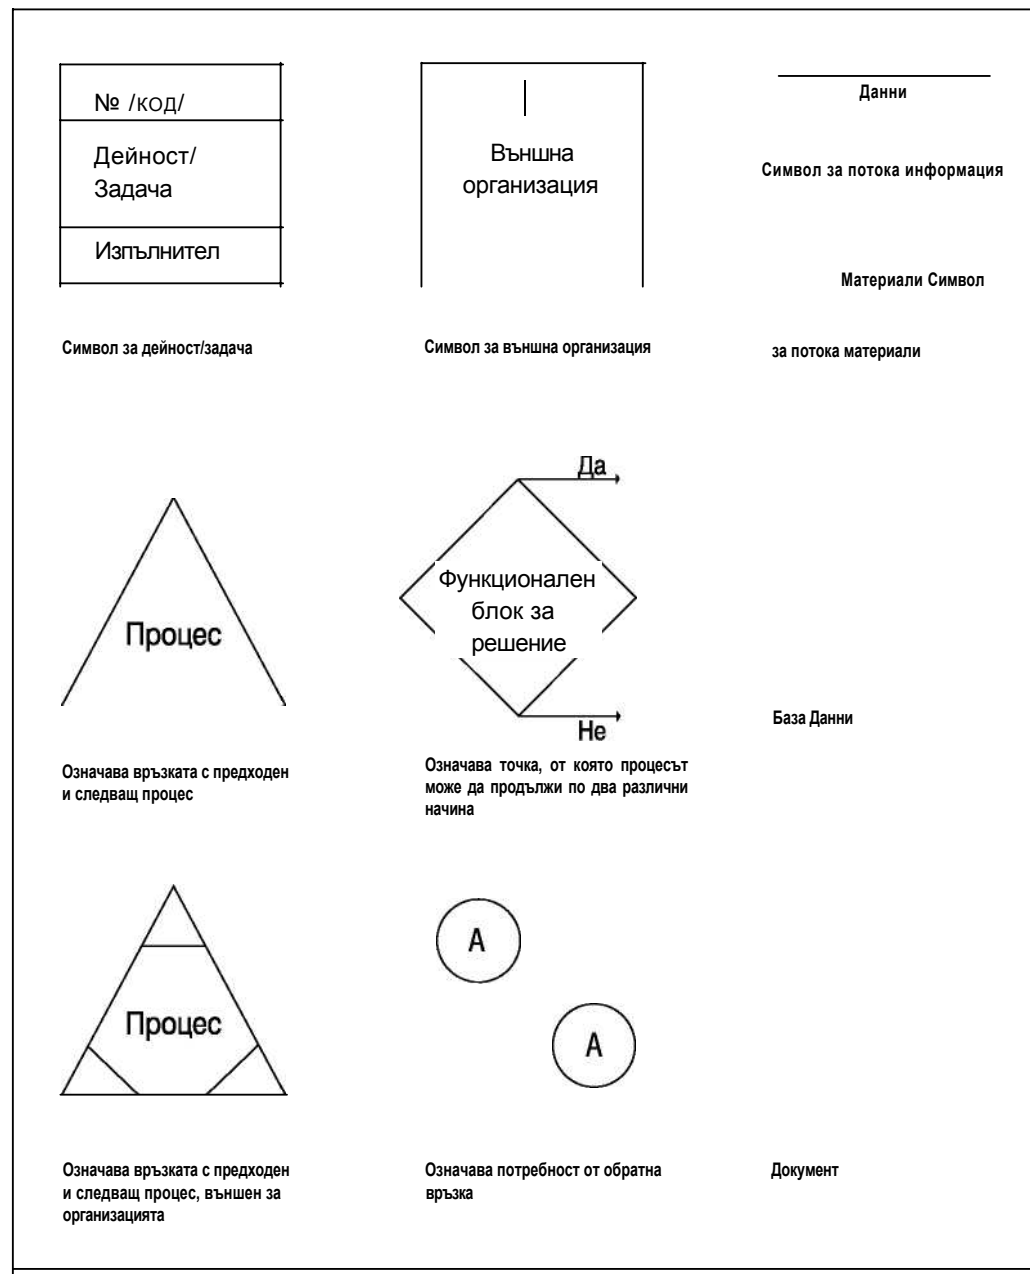 № /код/
Дейност/
Задача
Изпълнител
Символ за дейност/задача
Външна
организация
Символ за външна организация
Данни
Символ за потока информация
Материали Символ
за потока материали
Процес
Означава връзката с предходен
и следващ процес
Да
Функционален
блок за
решение
Не
Означава точка, от която процесът
може да продължи по два различни
начина
База Данни
Процес
Означава връзката с предходен
и следващ процес, външен за
организацията
А
А
Означава потребност от обратна
връзка
Документ